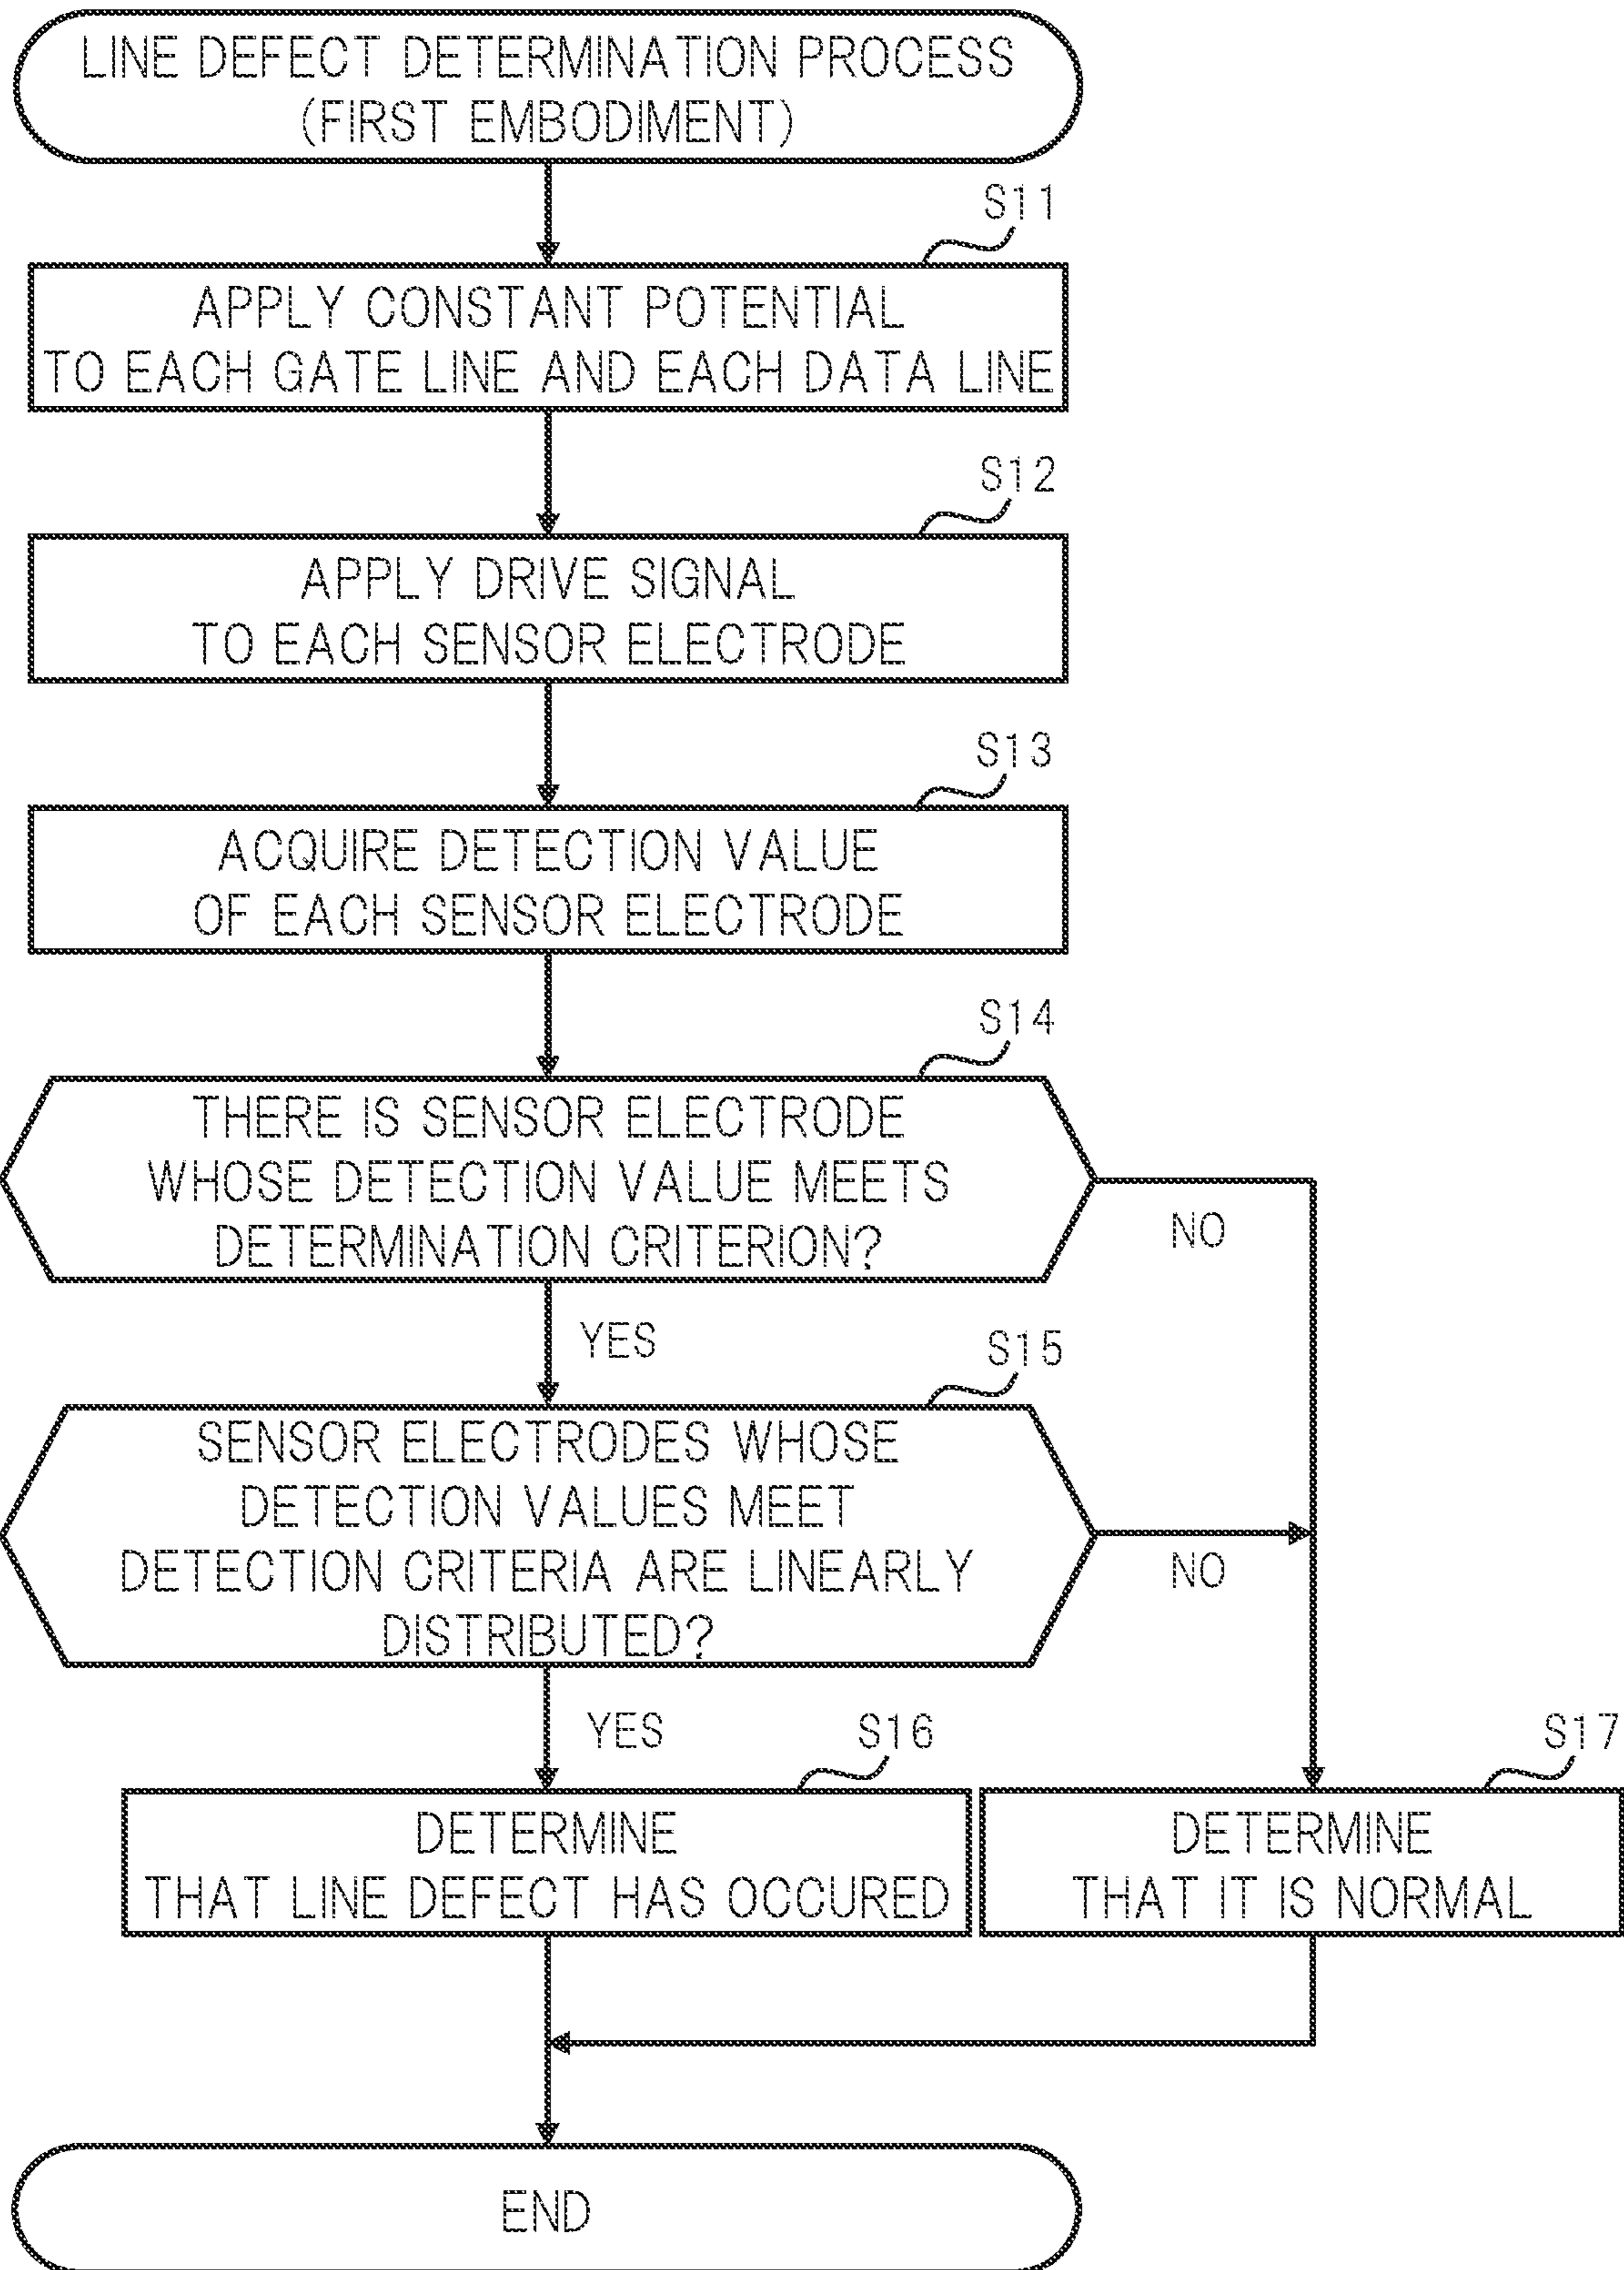 LINE DEFECT DETERMINATION PROCESS
(FIRST EMBODIMENT)
S11
APPLY CONSTANT POTENTIAL
TO EACH GATE LINE AND EACH DATA LINE
S12
APPLY DRIVE SIGNAL
TO EACH SENSOR ELECTRODE
S13
ACQUIRE DETECTION VALUE
OF EACH SENSOR ELECTRODE
S14
THERE IS SENSOR ELECTRODE
WHOSE DETECTION VALUE MEETS
DETERMINATION CRITERION?
NO
YES
S15
SENSOR ELECTRODES WHOSE
DETECTION VALUES MEET
DETECTION CRITERIA ARE LINEARLY
DISTRIBUTED?
NO
YES
S16
DETERMINE
THAT LINE DEFECT HAS OCCURED
S17
DETERMINE
THAT IT IS NORMAL
END